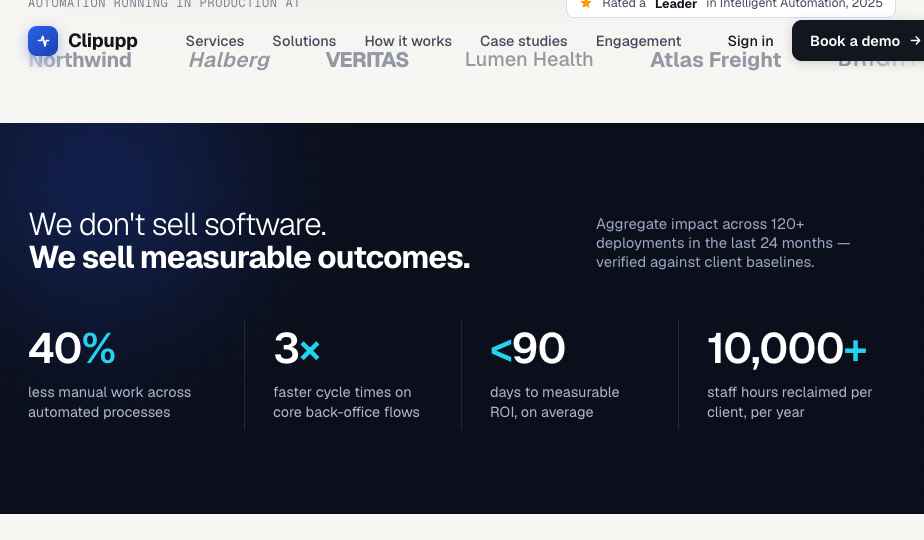 AUTOMATION RUNNING IN PRODUCTION AT
Rated a Leader in Intelligent Automation, 2025
Clipupp
Services
Solutions
How it works
Case studies
Engagement
Sign in
Book a demo →
Northwind
Halberg
VERITAS
Lumen Health
Atlas Freight
We don't sell software.
We sell measurable outcomes.
Aggregate impact across 120+
deployments in the last 24 months —
verified against client baselines.
40%
less manual work across
automated processes
3×
faster cycle times on
core back-office flows
<90
days to measurable
ROI, on average
10,000+
staff hours reclaimed per
client, per year